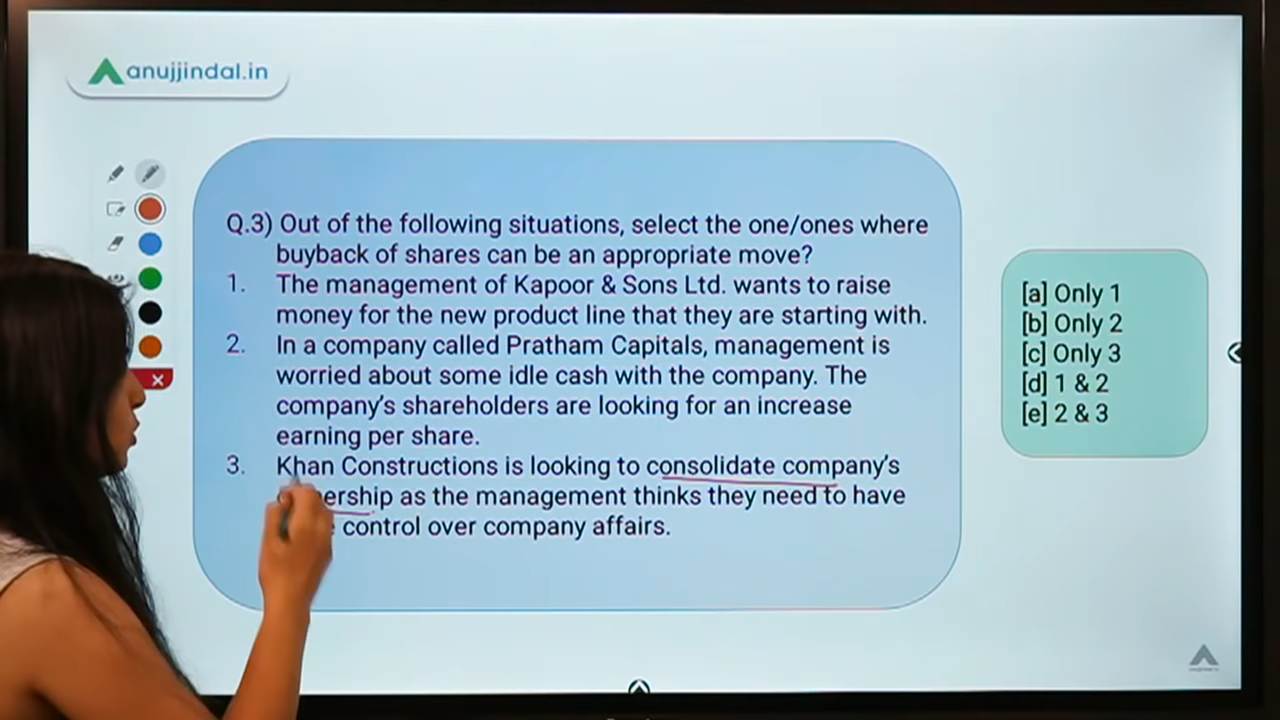 anujjindal.in
Q.3) Out of the following situations, select the one/ones where
buyback of shares can be an appropriate move?
1. The management of Kapoor & Sons Ltd. wants to raise
money for the new product line that they are starting with.
2. In a company called Pratham Capitals, management is
worried about some idle cash with the company. The
company's shareholders are looking for an increase
earning per share.
3. Khan Constructions is looking to consolidate company's
as the management thinks they need to have
control over company affairs.
[a] Only 1
[b] Only 2
[c] Only 3
[d] 1 & 2
[e] 2 & 3